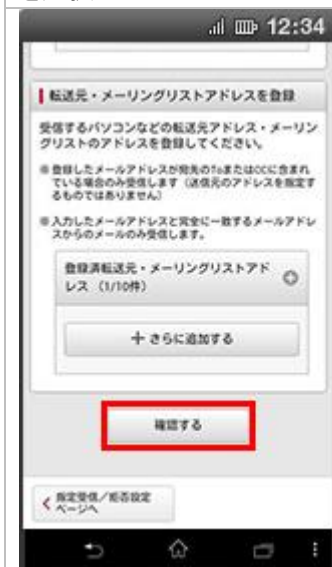 12:34
転送元・メーリングリストアドレスを登録
受信するパソコンなどの転送元アドレス・メーリン
グリストのアドレスを登録してください。
※登録したメールアドレスが宛先のToまたはCCに含まれ
ている場合のみ受信します（送信元のアドレスを指定す
るものではありません）
※入力したメールアドレスと完全に一致するメールアドレ
スからのメールのみ受信します。
登録済転送元・メーリングリストアド
レス （1/10件）
＋さらに追加する
確認する
指定受信／拒否設定
ページへ